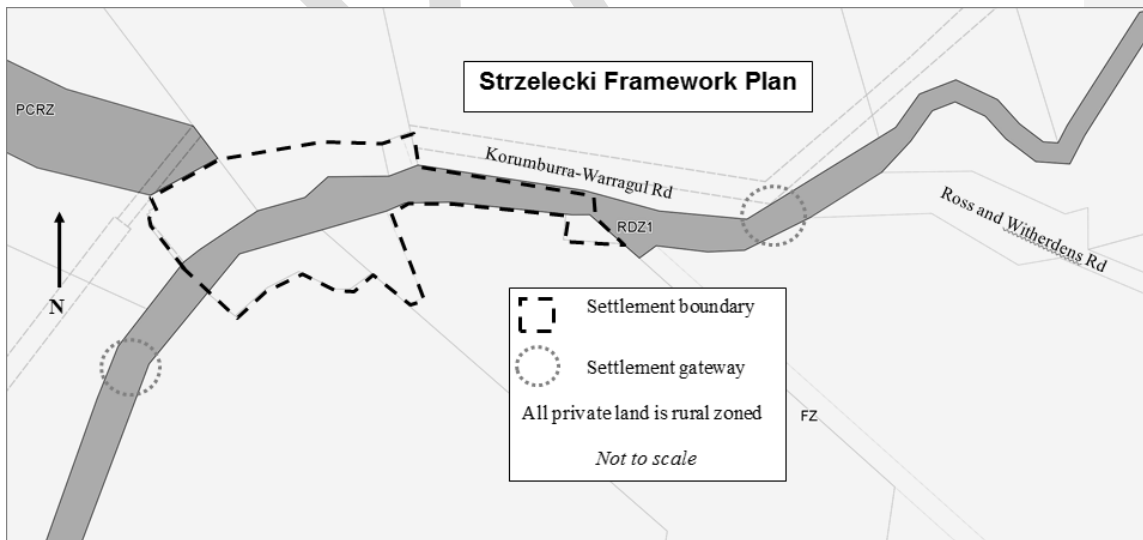 Strzelecki Framework Plan
PCRZ
Korumburra-Warragul Rd
RDZ1
Ross and Witherdens Rd
N
Settlement boundary
Settlement gateway
All private land is rural zoned
FZ
Not to scale